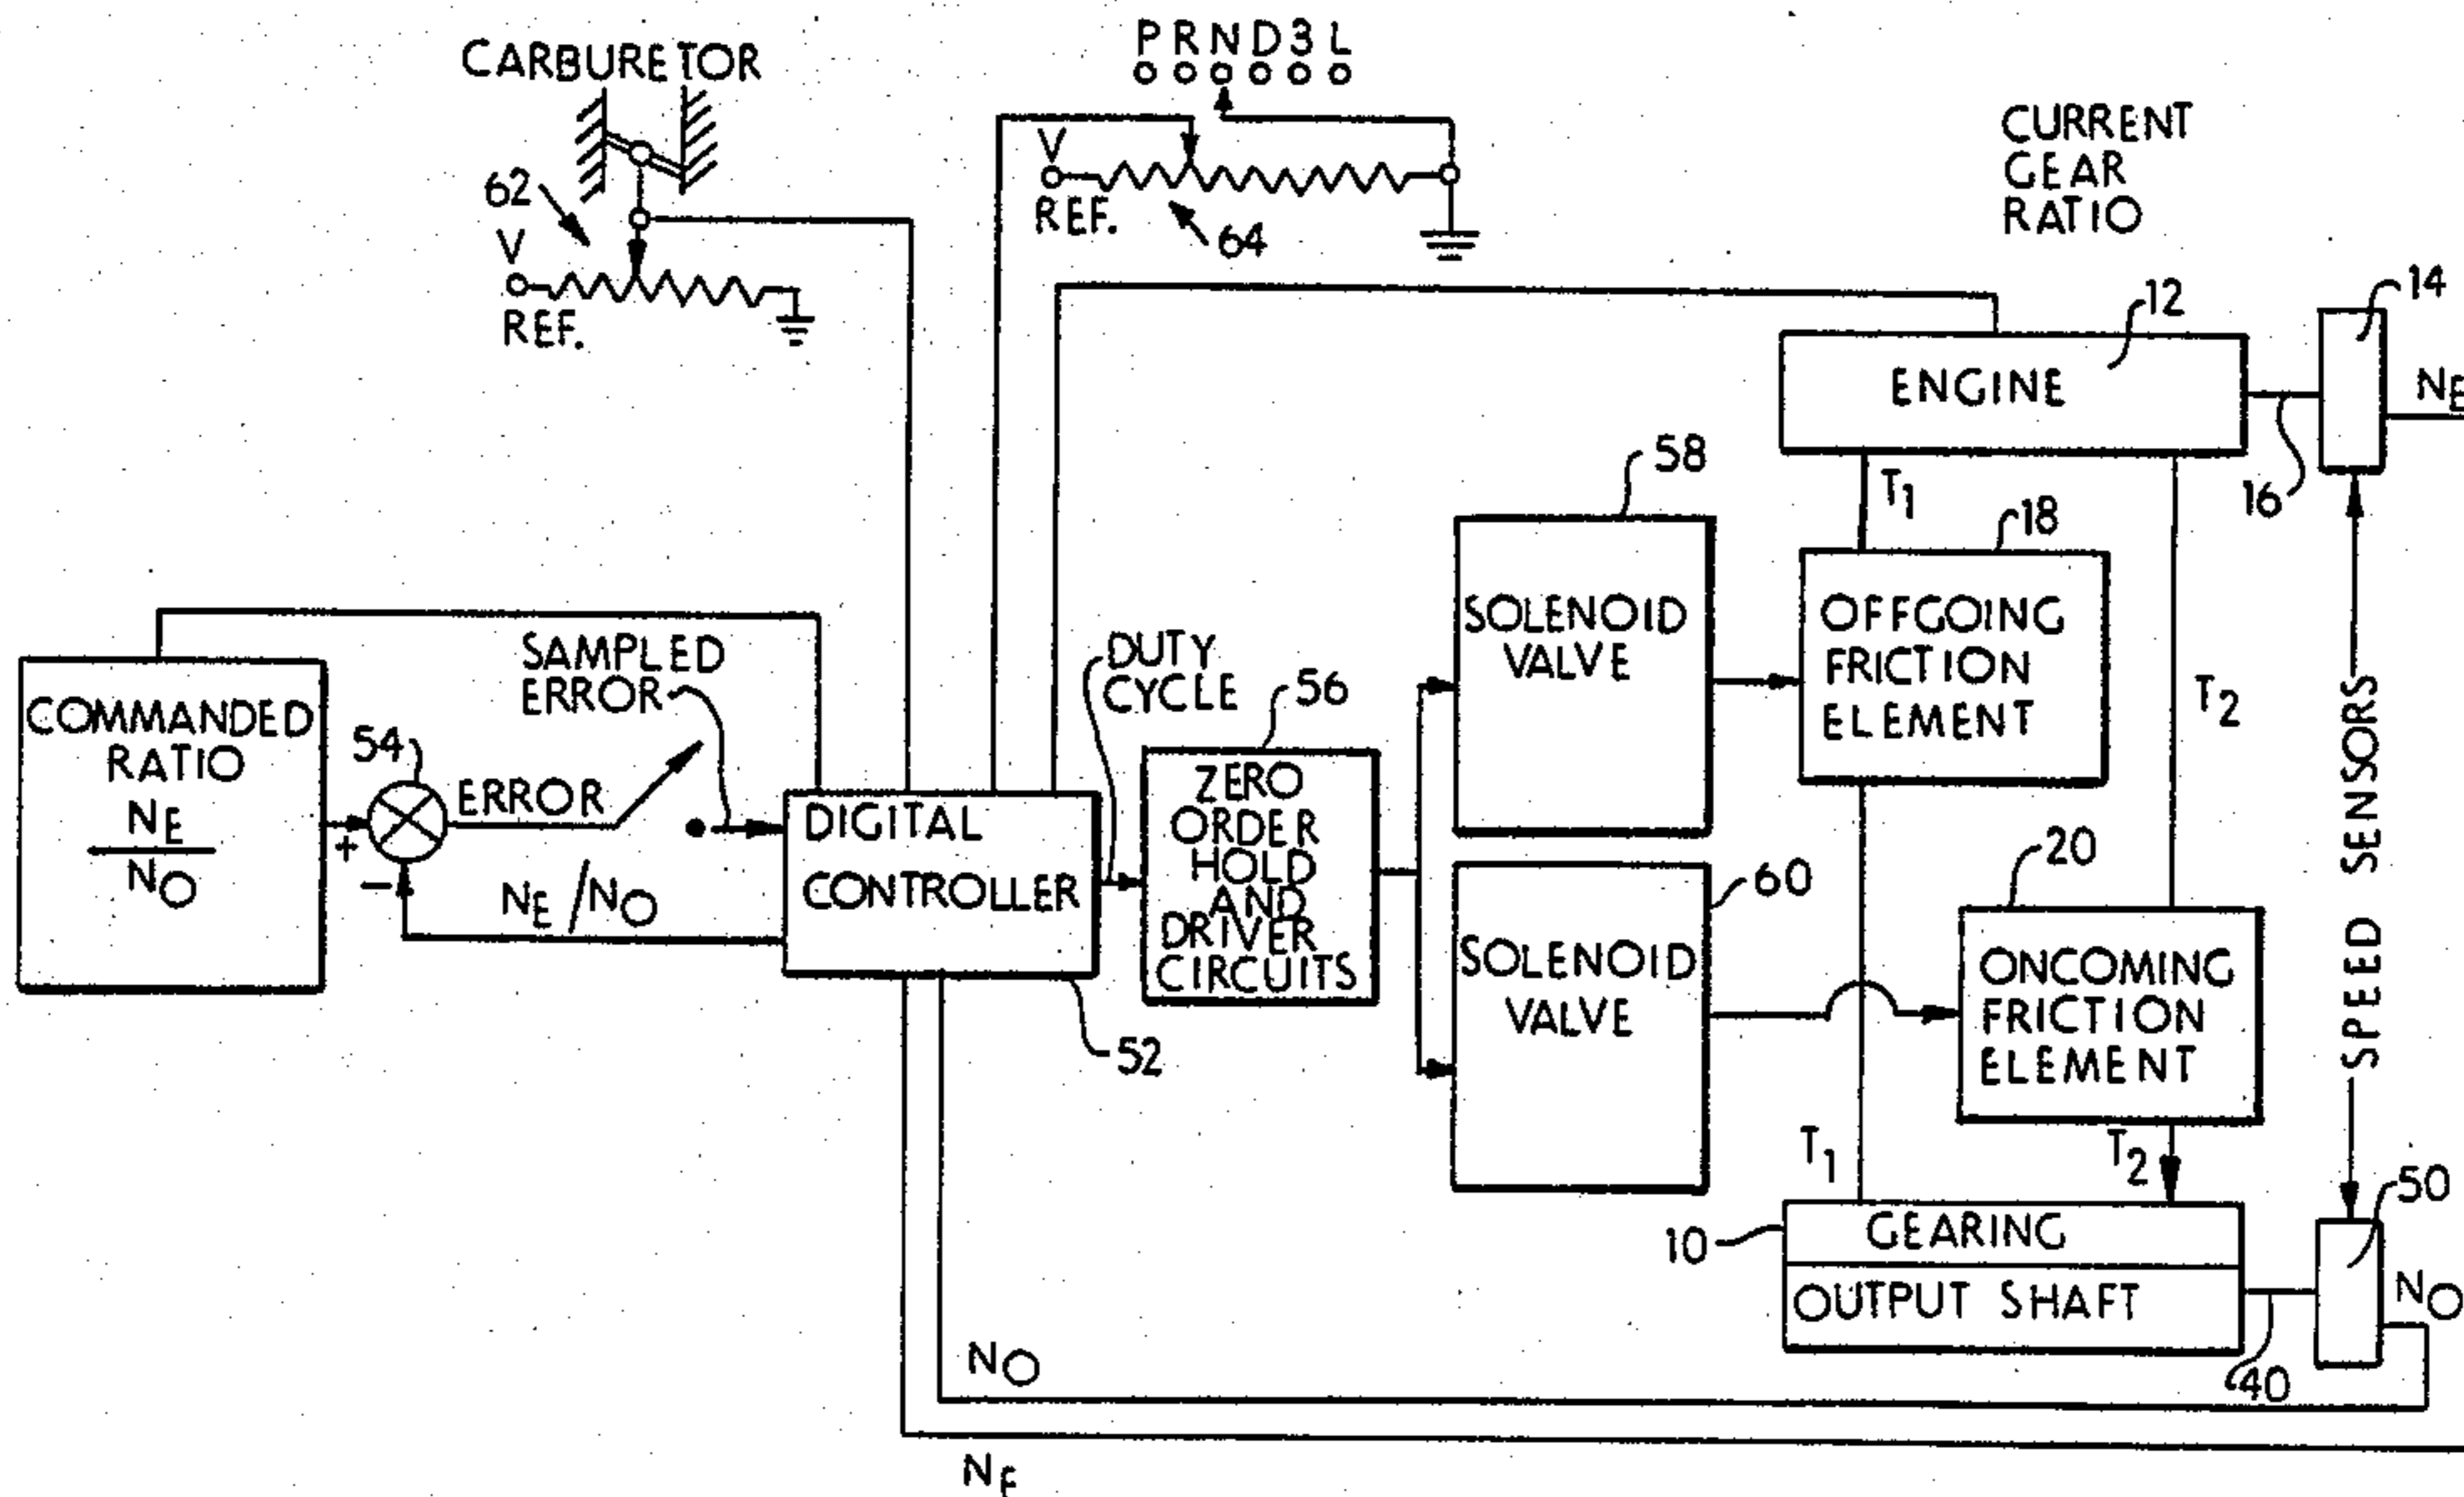 CARBURETOR
P R N D 3 L
62
V
REF.
V
REF.
64
CURRENT
GEAR
RATIO
12
14
ENGINE
NE
16
T1
58
18
SOLENOID
VALVE
OFFGOING
FRICTION
ELEMENT
T2
SPEED SENSORS
COMMANDED
RATIO
NE
NO
54
+
−
ERROR
SAMPLED
ERROR
NE/NO
DIGITAL
CONTROLLER
52
DUTY
CYCLE
56
ZERO
ORDER
HOLD
AND
DRIVER
CIRCUITS
60
SOLENOID
VALVE
20
ONCOMING
FRICTION
ELEMENT
T1
T2
10
GEARING
OUTPUT SHAFT
50
NO
40
NO
NE